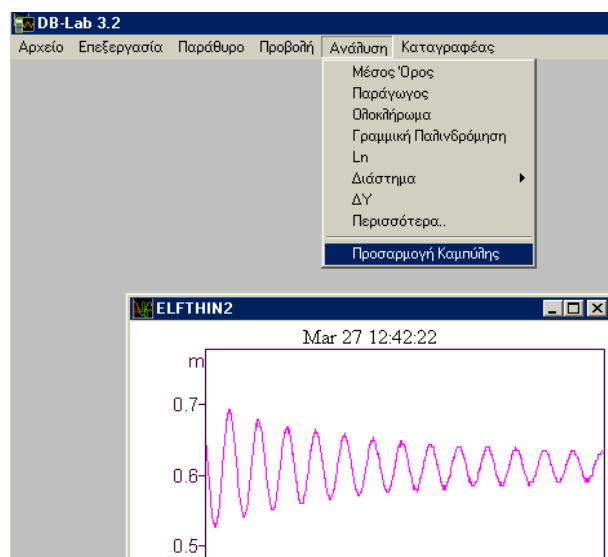 DB-Lab 3.2
Αρχείο Επεξεργασία Παράθυρο Προβολή Ανάλυση Καταγραφέας
Μέσος Όρος
Παράγωγος
Ολοκλήρωμα
Γραμμική Παλινδρόμηση
Ln
Διάστημα
ΔΥ
Περισσότερα..
Προσαρμογή Καμπύλης
ELFTHIN2
Mar 27 12:42:22
m
0.7
0.6
0.5